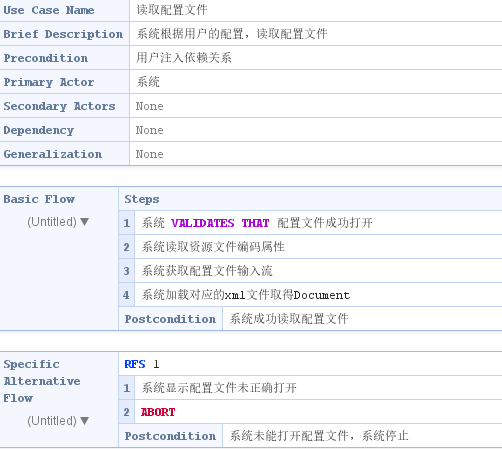 Use Case Name 读取配置文件
Brief Description 系统根据用户的配置，读取配置文件
Precondition 用户注入依赖关系
Primary Actor 系统
Secondary Actors None
Dependency None
Generalization None
Basic Flow Steps
(Untitled) ▼
1 系统 VALIDATES THAT 配置文件成功打开
2 系统读取资源文件编码属性
3 系统获取配置文件输入流
4 系统加载对应的xml文件取得Document
Postcondition 系统成功读取配置文件
Specific
Alternative
Flow
(Untitled) ▼
RFS 1
1 系统显示配置文件未正确打开
2 ABORT
Postcondition 系统未能打开配置文件，系统停止